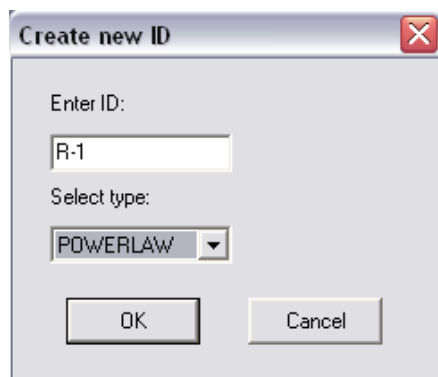 Create new ID
Enter ID:
R-1
Select type:
POWERLAW
OK Cancel